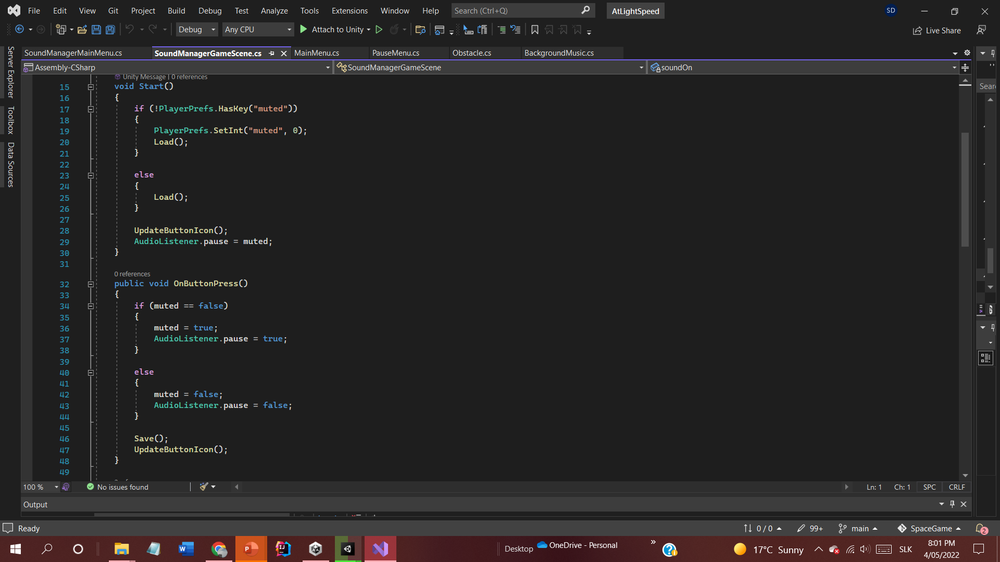 File Edit View Git Project Build Debug Test Analyze Tools Extensions Window Help Search (Ctrl+Q) AtLightSpeed SD
Debug Any CPU Attach to Unity Live Share
SoundManagerMainMenu.cs SoundManagerGameScene.cs MainMenu.cs PauseMenu.cs Obstacle.cs BackgroundMusic.cs
Assembly-CSharp SoundManagerGameScene soundOn
Server Explorer
Toolbox
Data Sources
Sear
Unity Message | 0 references
15 void Start()
16 {
17 if (!PlayerPrefs.HasKey("muted"))
18 {
19 PlayerPrefs.SetInt("muted", 0);
20 Load();
21 }
22
23 else
24 {
25 Load();
26 }
27
28 UpdateButtonIcon();
29 AudioListener.pause = muted;
30 }
31
0 references
32 public void OnButtonPress()
33 {
34 if (muted == false)
35 {
36 muted = true;
37 AudioListener.pause = true;
38 }
39
40 else
41 {
42 muted = false;
43 AudioListener.pause = false;
44 }
45
46 Save();
47 UpdateButtonIcon();
48 }
49
100 % No issues found Ln: 1 Ch: 1 SPC CRLF
Output
Ready 0 / 0 99+ main SpaceGame 2
Desktop OneDrive - Personal 17°C Sunny SLK 8:01 PM
4/05/2022